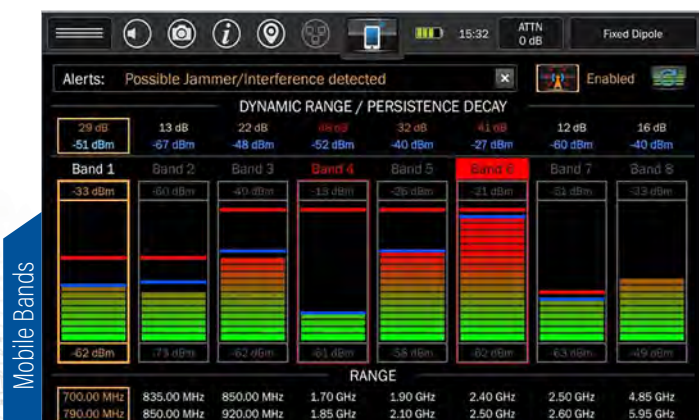 15:32
ATTN
0 dB
Fixed Dipole
Alerts: Possible Jammer/Interference detected
Enabled
DYNAMIC RANGE / PERSISTENCE DECAY
29 dB 13 dB 22 dB 32 dB 41 dB 12 dB 16 dB
-51 dBm -67 dBm -48 dBm -52 dBm -40 dBm -27 dBm -60 dBm -40 dBm
Band 1 Band 2 Band 3 Band 4 Band 5 Band 6 Band 7 Band 8
-33 dBm -60 dBm -40 dBm -13 dBm -26 dBm -21 dBm -51 dBm -33 dBm
-62 dBm -73 dBm -62 dBm -61 dBm -58 dBm -62 dBm -63 dBm -49 dBm
RANGE
700.00 MHz 835.00 MHz 850.00 MHz 1.70 GHz 1.90 GHz 2.40 GHz 2.50 GHz 4.85 GHz
790.00 MHz 850.00 MHz 920.00 MHz 1.85 GHz 2.10 GHz 2.50 GHz 2.60 GHz 5.95 GHz
Mobile Bands